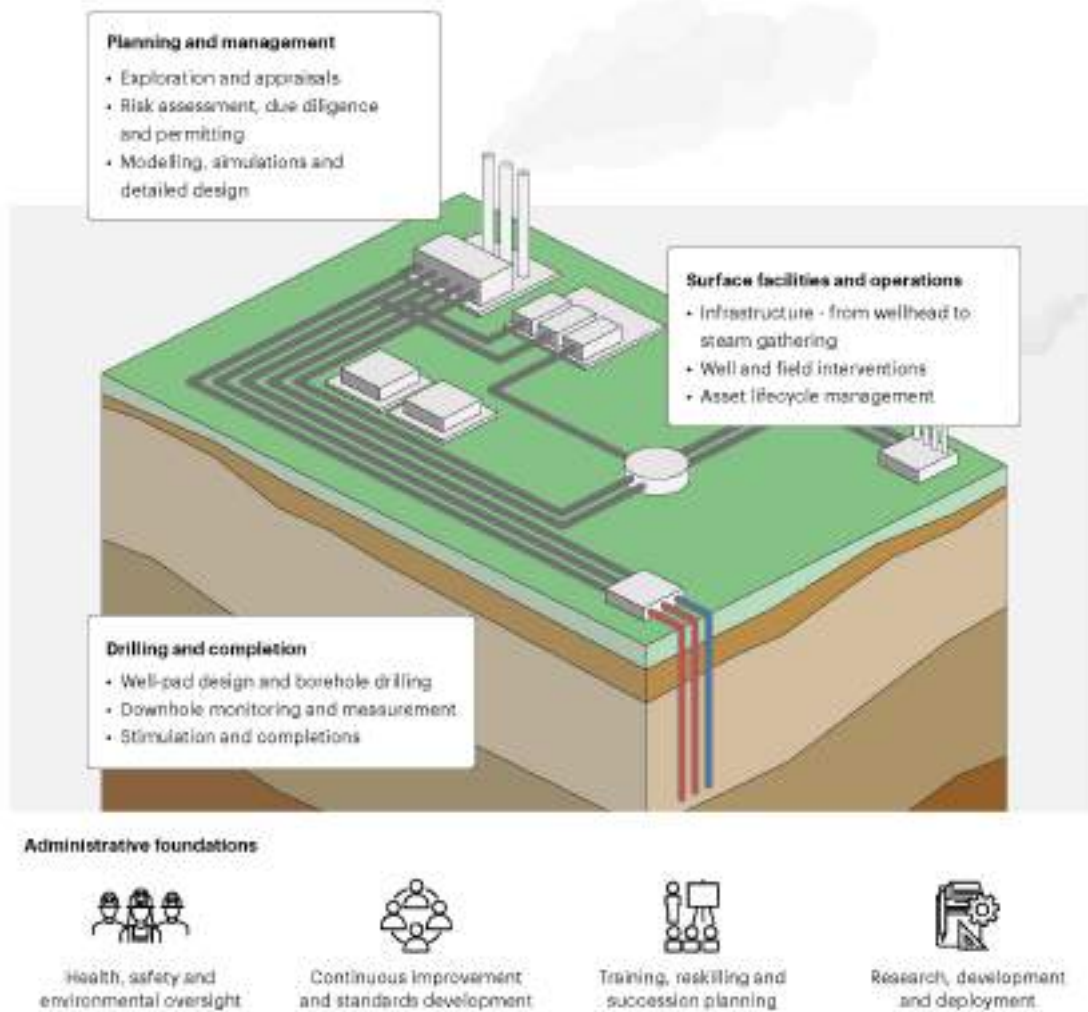 Planning and management
• Exploration and appraisals
• Risk assessment, due diligence
and permitting
• Modelling, simulations and
detailed design
Surface facilities and operations
• Infrastructure - from wellhead to
steam gathering
• Well and field interventions
• Asset lifecycle management
Drilling and completion
• Well-pad design and borehole drilling
• Downhole monitoring and measurement
• Stimulation and completions
Administrative foundations
Health, safety and
environmental oversight
Continuous improvement
and standards development
Training, reskilling and
succession planning
Research, development
and deployment